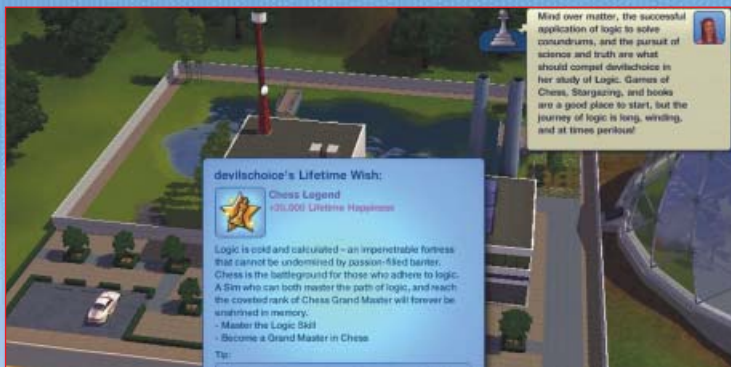 Mind over matter, the successful
application of logic to solve
conundrums, and the pursuit of
science and truth are what
should compel devilschoice in
her study of Logic. Games of
Chess, Stargazing, and books
are a good place to start, but the
journey of logic is long, winding,
and at times perilous!
devilschoice's Lifetime Wish:
Chess Legend
+30,000 Lifetime Happiness
Logic is cold and calculated – an impenetrable fortress
that cannot be undermined by passion-filled banter.
Chess is the battleground for those who adhere to logic.
A Sim who can both master the path of logic, and reach
the coveted rank of Chess Grand Master will forever be
enshrined in memory.
- Master the Logic Skill
- Become a Grand Master in Chess
Tip: